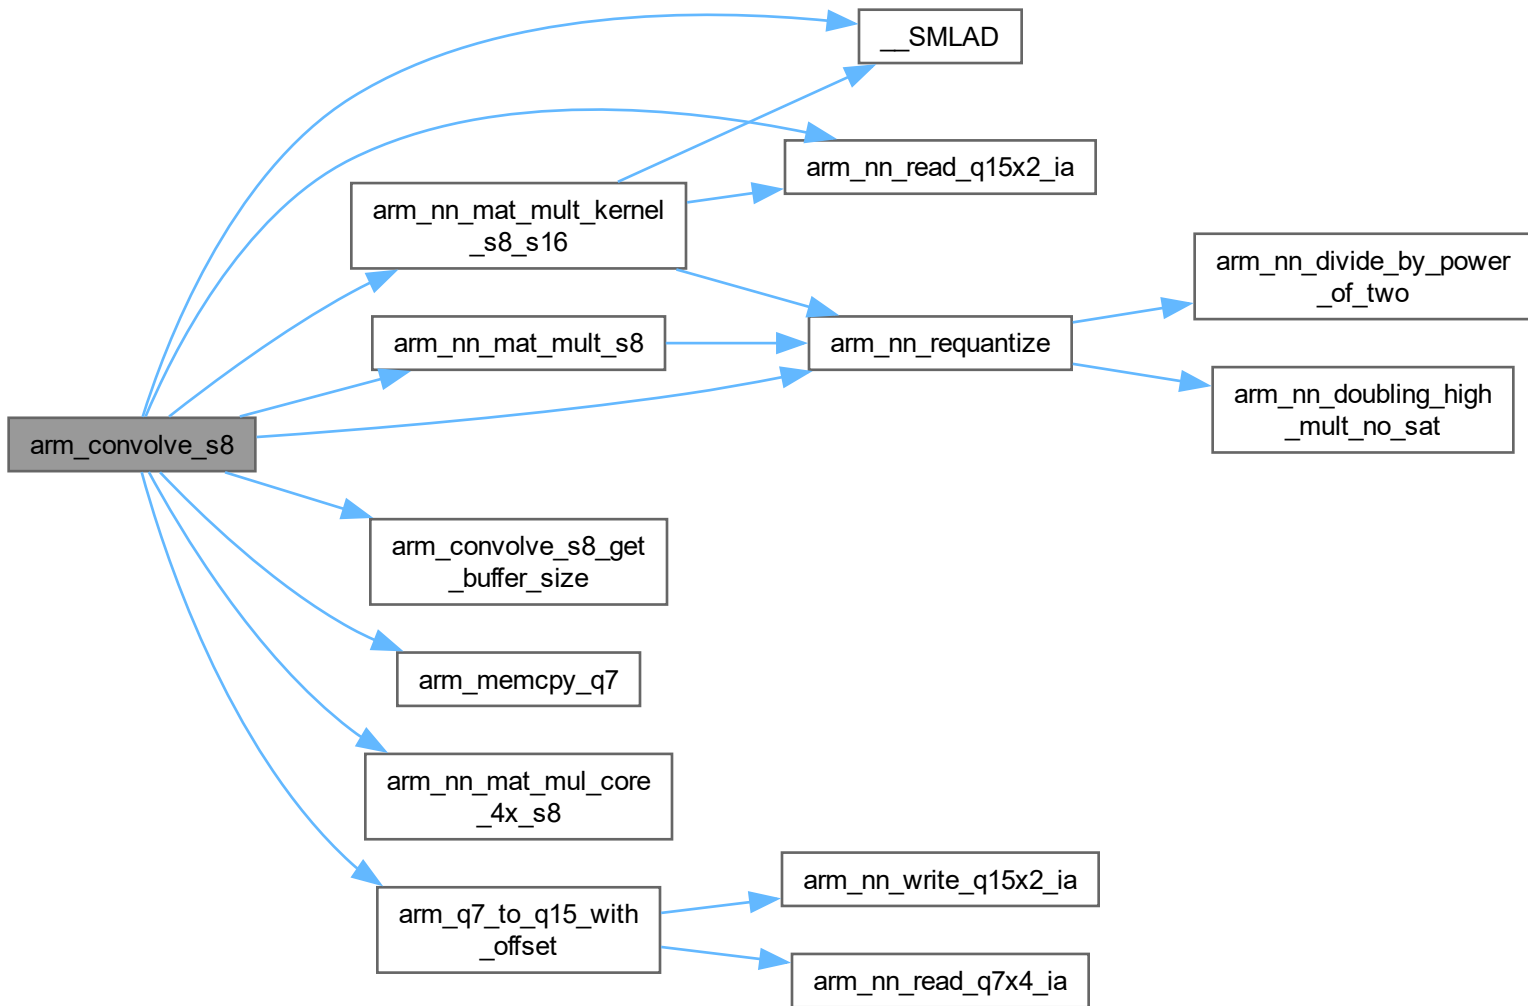 __SMLAD
arm_nn_read_q15x2_ia
arm_nn_mat_mult_kernel
_s8_s16
arm_nn_divide_by_power
_of_two
arm_nn_mat_mult_s8
arm_nn_requantize
arm_nn_doubling_high
_mult_no_sat
arm_convolve_s8
arm_convolve_s8_get
_buffer_size
arm_memcpy_q7
arm_nn_mat_mul_core
_4x_s8
arm_nn_write_q15x2_ia
arm_q7_to_q15_with
_offset
arm_nn_read_q7x4_ia